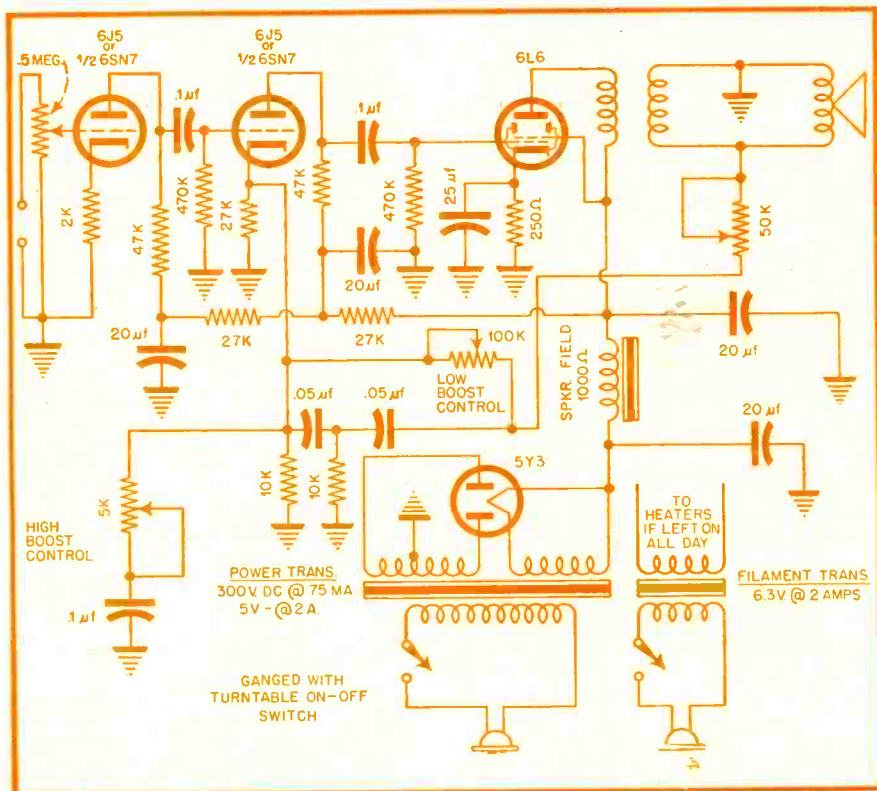 6J5
or
1/2 6SN7
.5 MEG.
6J5
or
1/2 6SN7
6L6
.1 µf
.1 µf
2K
47K
470K
27K
47K
470K
25 µf
250Ω
50K
20 µf
20 µf
27K
27K
100K
LOW
BOOST
CONTROL
SPKR. FIELD
1000Ω
20 µf
.05 µf
.05 µf
20 µf
5K
10K
10K
5Y3
HIGH
BOOST
CONTROL
TO
HEATERS
IF LEFT ON
ALL DAY
.1 µf
POWER TRANS.
300V. DC @ 75 MA
5V - @ 2 A.
FILAMENT TRANS
6.3V @ 2 AMPS
GANGED WITH
TURNTABLE ON-OFF
SWITCH